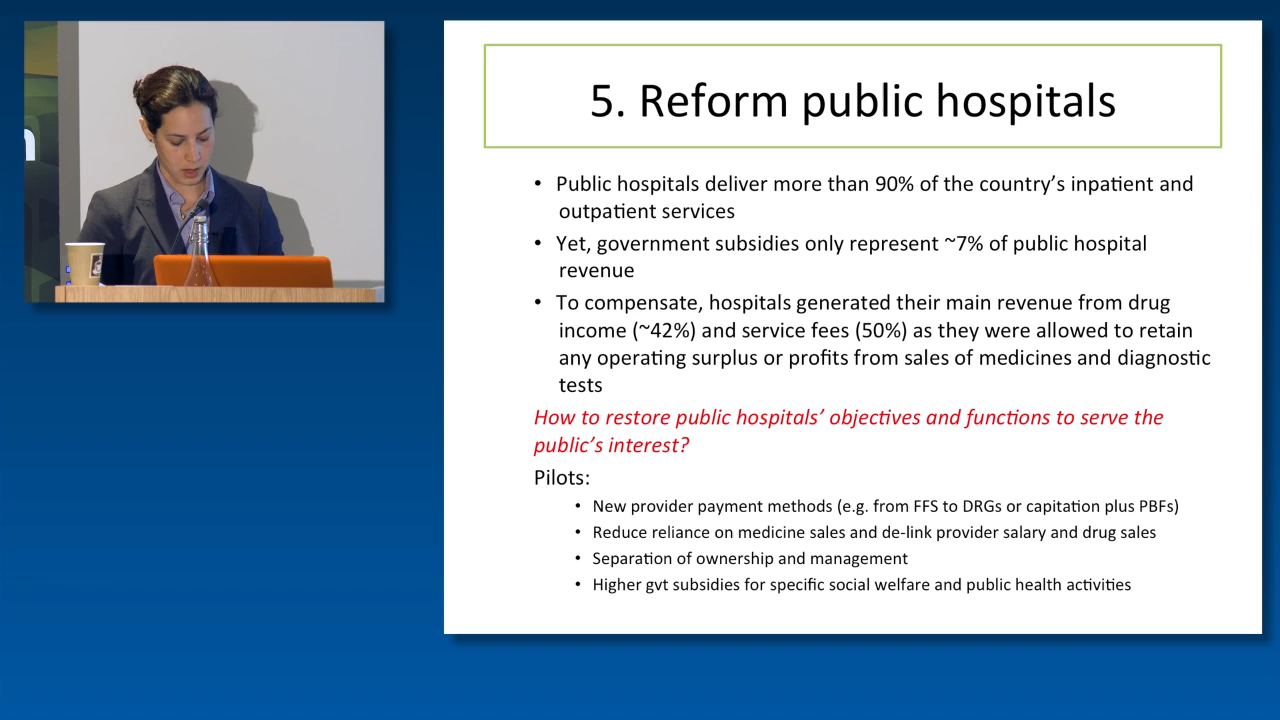 5. Reform public hospitals
• Public hospitals deliver more than 90% of the country's inpatient and
outpatient services
• Yet, government subsidies only represent ~7% of public hospital
revenue
• To compensate, hospitals generated their main revenue from drug
income (~42%) and service fees (50%) as they were allowed to retain
any operating surplus or profits from sales of medicines and diagnostic
tests
How to restore public hospitals' objectives and functions to serve the
public's interest?
Pilots:
• New provider payment methods (e.g. from FFS to DRGs or capitation plus PBFs)
• Reduce reliance on medicine sales and de-link provider salary and drug sales
• Separation of ownership and management
• Higher gvt subsidies for specific social welfare and public health activities